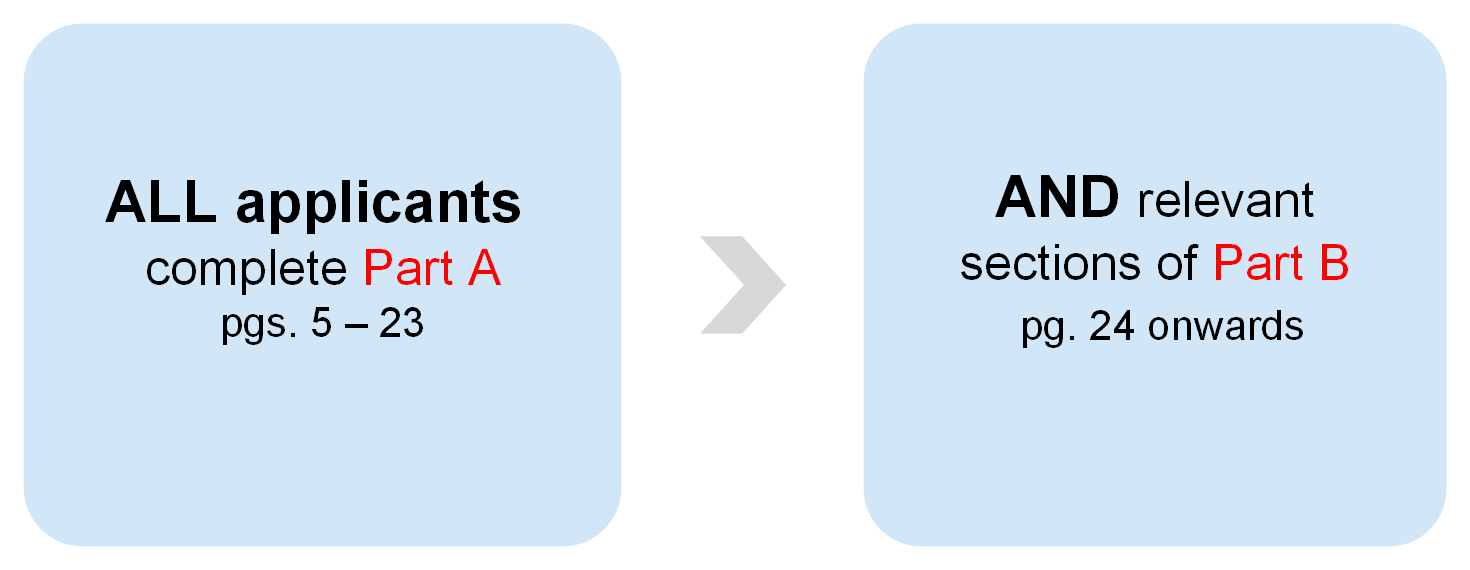 ALL applicants
complete Part A
pgs. 5 – 23
AND relevant
sections of Part B
pg. 24 onwards